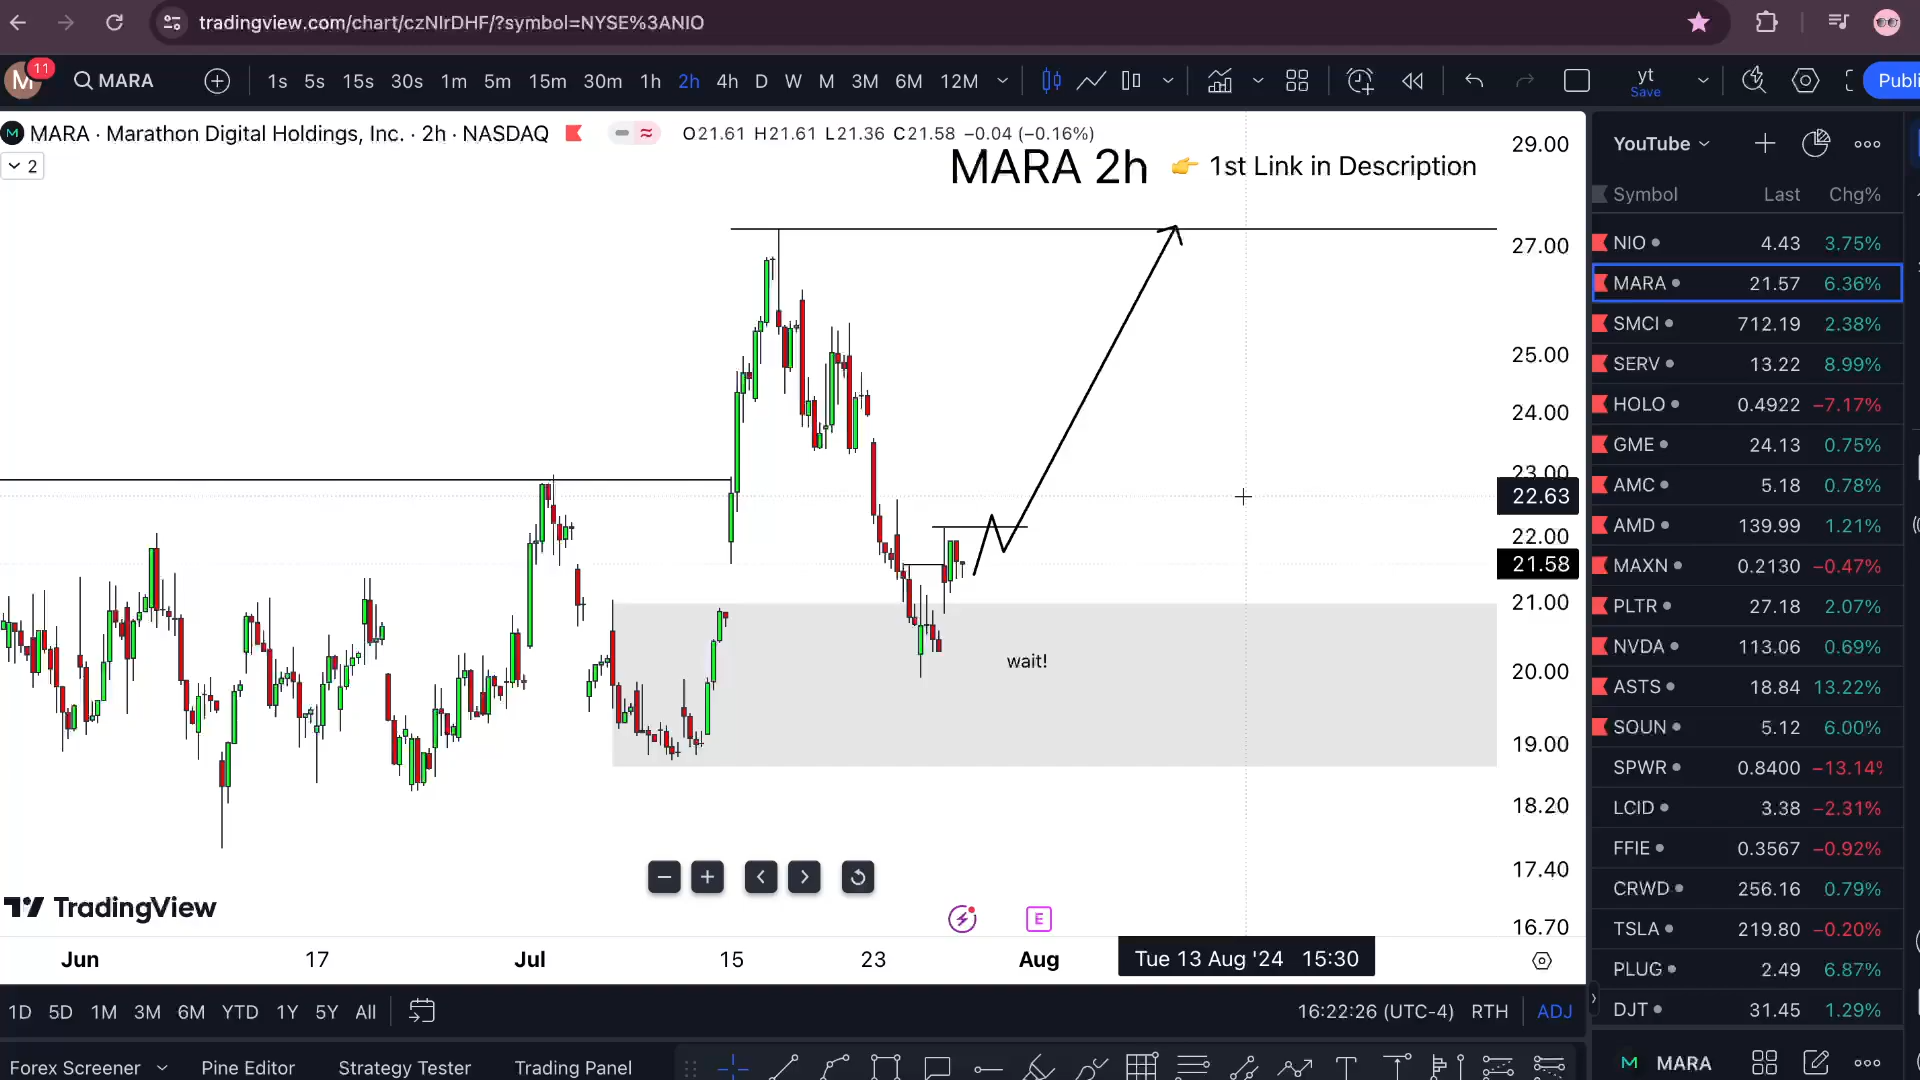 tradingview.com/chart/czNlrDHF/?symbol=NYSE%3ANIO
M 11 MARA 1s 5s 15s 30s 1m 5m 15m 30m 1h 2h 4h D W M 3M 6M 12M yt Save Publi
MARA · Marathon Digital Holdings, Inc. · 2h · NASDAQ O21.61 H21.61 L21.36 C21.58 −0.04 (−0.16%)
2
MARA 2h 👉 1st Link in Description
29.00
27.00
25.00
24.00
23.00
22.63
22.00
21.58
21.00
20.00
19.00
18.20
17.40
16.70
wait!
TradingView
E
Jun 17 Jul 15 23 Aug Tue 13 Aug '24 15:30
1D 5D 1M 3M 6M YTD 1Y 5Y All 16:22:26 (UTC-4) RTH ADJ
Forex Screener Pine Editor Strategy Tester Trading Panel
YouTube
Symbol Last Chg%
NIO 4.43 3.75%
MARA 21.57 6.36%
SMCI 712.19 2.38%
SERV 13.22 8.99%
HOLO 0.4922 −7.17%
GME 24.13 0.75%
AMC 5.18 0.78%
AMD 139.99 1.21%
MAXN 0.2130 −0.47%
PLTR 27.18 2.07%
NVDA 113.06 0.69%
ASTS 18.84 13.22%
SOUN 5.12 6.00%
SPWR 0.8400 −13.14%
LCID 3.38 −2.31%
FFIE 0.3567 −0.92%
CRWD 256.16 0.79%
TSLA 219.80 −0.20%
PLUG 2.49 6.87%
DJT 31.45 1.29%
MARA